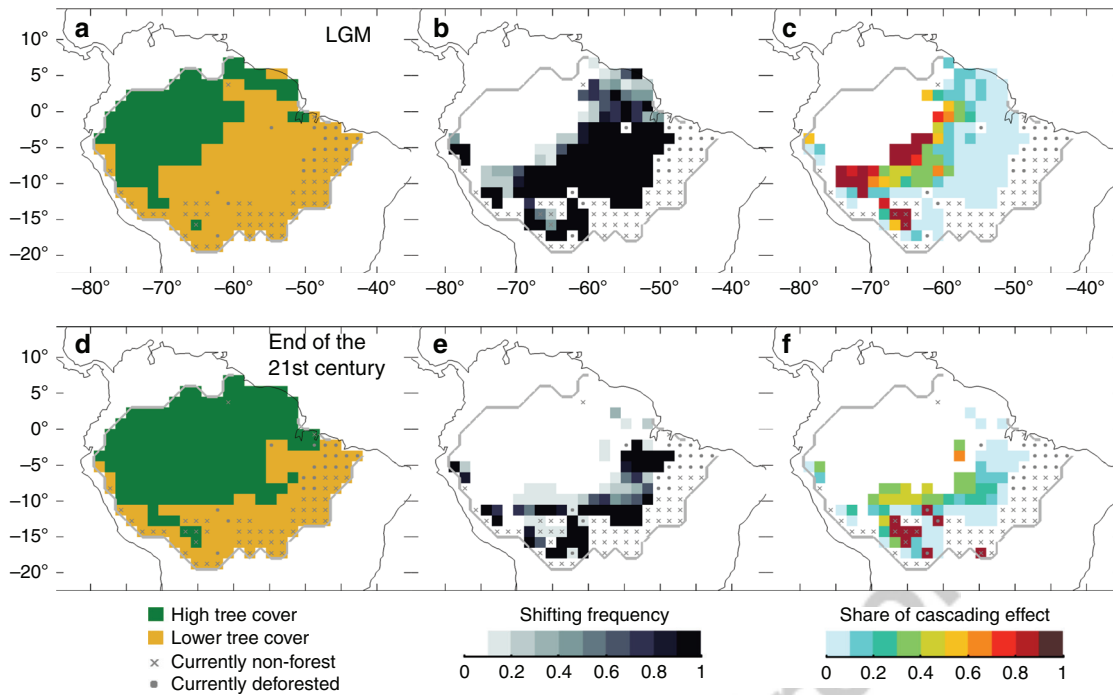 a LGM b c
10°
5°
0°
−5°
−10°
−15°
−20°
−80° −70° −60° −50° −40° −80° −70° −60° −50° −40° −80° −70° −60° −50° −40°
d End of the
21st century e f
10°
5°
0°
−5°
−10°
−15°
−20°
High tree cover
Lower tree cover
Currently non-forest
Currently deforested
Shifting frequency
0 0.2 0.4 0.6 0.8 1
Share of cascading effect
0 0.2 0.4 0.6 0.8 1